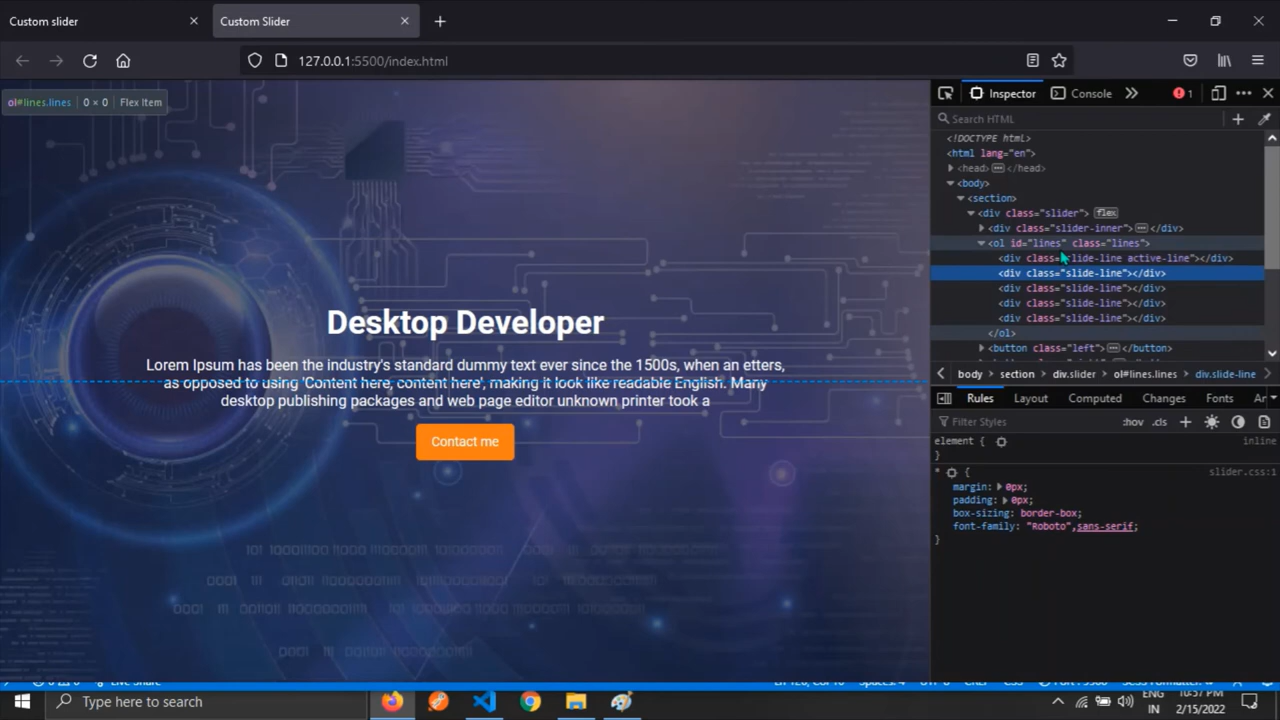 Custom slider
Custom Slider
127.0.0.1:5500/index.html
ol#lines.lines 0 × 0 Flex Item
Inspector
Console
1
Search HTML
<!DOCTYPE html>
<html lang="en">
<head> </head>
<body>
<section>
<div class="slider"> flex
<div class="slider-inner"> </div>
<ol id="lines" class="lines">
<div class="slide-line active-line"></div>
<div class="slide-line"></div>
<div class="slide-line"></div>
<div class="slide-line"></div>
<div class="slide-line"></div>
</ol>
<button class="left"> </button>
body section div.slider ol#lines.lines div.slide-line
Rules Layout Computed Changes Fonts Ar
Filter Styles :hov .cls
element { inline
}
* { slider.css:1
margin: 0px;
padding: 0px;
box-sizing: border-box;
font-family: "Roboto",sans-serif;
}
Desktop Developer
Lorem Ipsum has been the industry's standard dummy text ever since the 1500s, when an etters,
as opposed to using 'Content here, content here', making it look like readable English. Many
desktop publishing packages and web page editor unknown printer took a
Contact me
Type here to search
ENG
IN
10:37 PM
2/15/2022